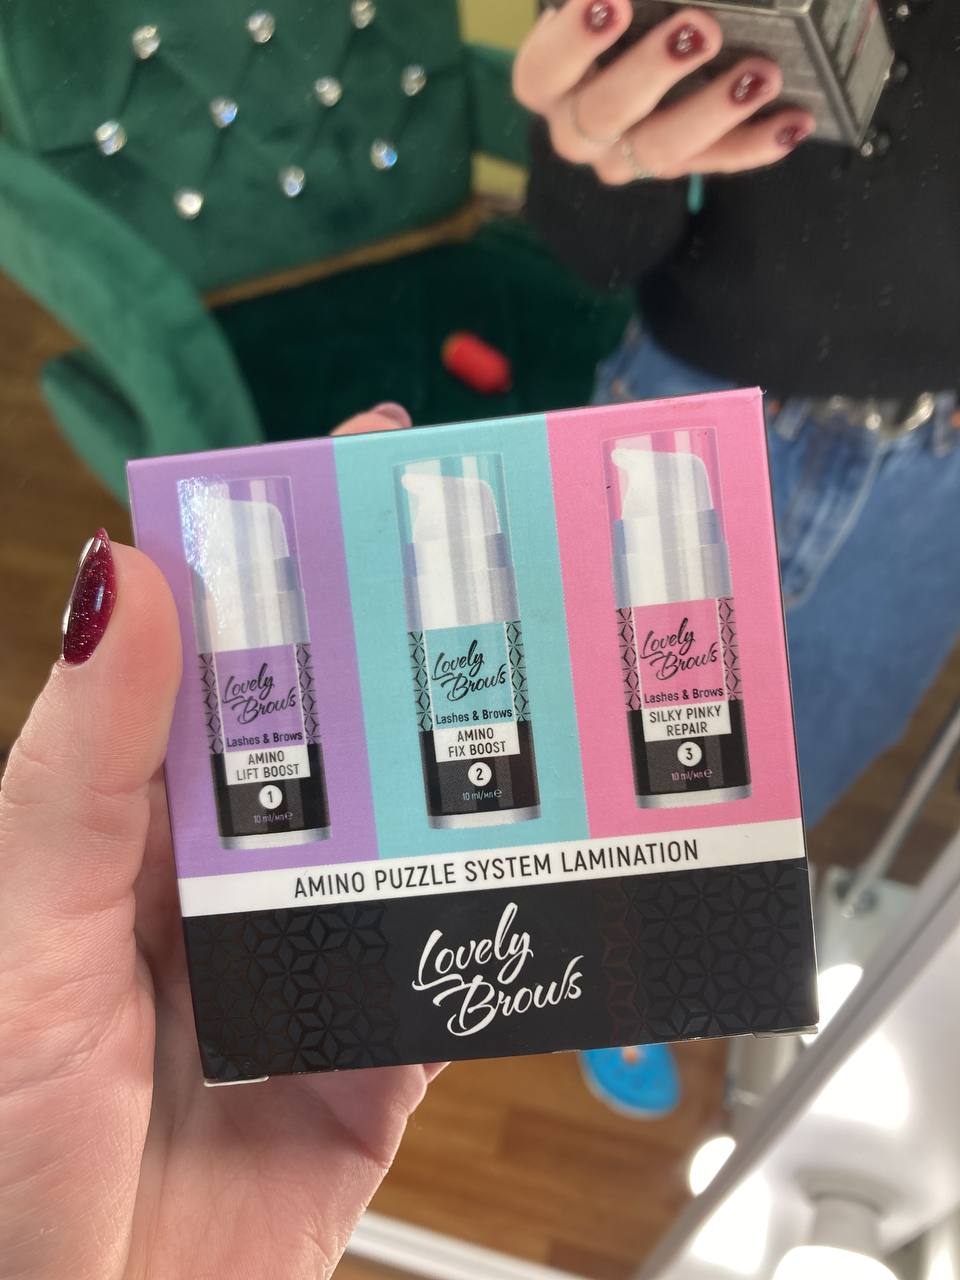 Lovely
Brows
Lashes & Brows
AMINO
LIFT BOOST
1
10 ml/мл℮
Lovely
Brows
Lashes & Brows
AMINO
FIX BOOST
2
10 ml/мл℮
Lovely
Brows
Lashes & Brows
SILKY PINKY
REPAIR
3
10 ml/мл℮
AMINO PUZZLE SYSTEM LAMINATION
Lovely
Brows